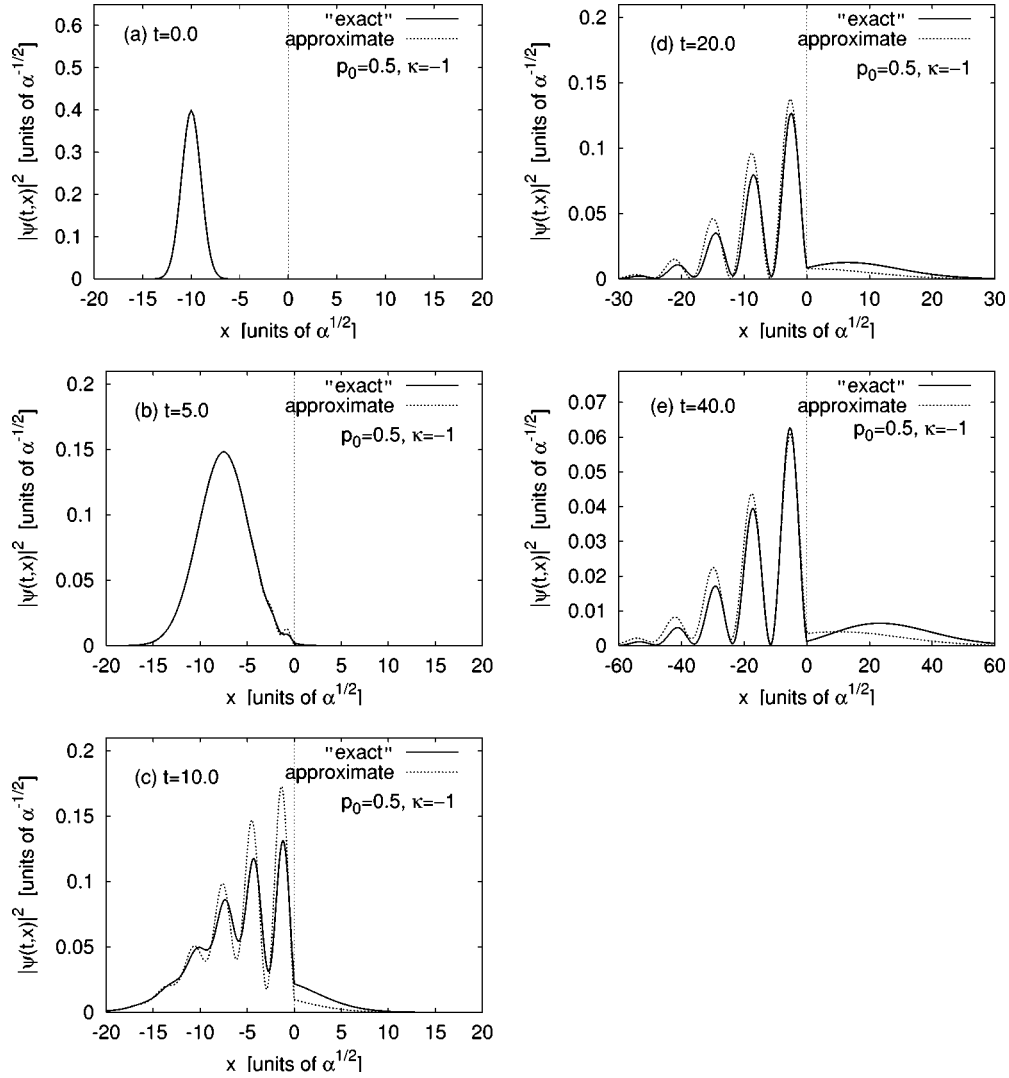 (a) t=0.0
"exact"
approximate
p0=0.5, κ=−1
|ψ(t,x)|² [units of α^-1/2]
0.6
0.5
0.4
0.3
0.2
0.1
0
-20 -15 -10 -5 0 5 10 15 20
x [units of α^1/2]
(b) t=5.0
"exact"
approximate
p0=0.5, κ=−1
|ψ(t,x)|² [units of α^-1/2]
0.2
0.15
0.1
0.05
0
-20 -15 -10 -5 0 5 10 15 20
x [units of α^1/2]
(c) t=10.0
"exact"
approximate
p0=0.5, κ=−1
|ψ(t,x)|² [units of α^-1/2]
0.2
0.15
0.1
0.05
0
-20 -15 -10 -5 0 5 10 15 20
x [units of α^1/2]
(d) t=20.0
"exact"
approximate
p0=0.5, κ=−1
|ψ(t,x)|² [units of α^-1/2]
0.2
0.15
0.1
0.05
0
-30 -20 -10 0 10 20 30
x [units of α^1/2]
(e) t=40.0
"exact"
approximate
p0=0.5, κ=−1
|ψ(t,x)|² [units of α^-1/2]
0.07
0.06
0.05
0.04
0.03
0.02
0.01
0
-60 -40 -20 0 20 40 60
x [units of α^1/2]